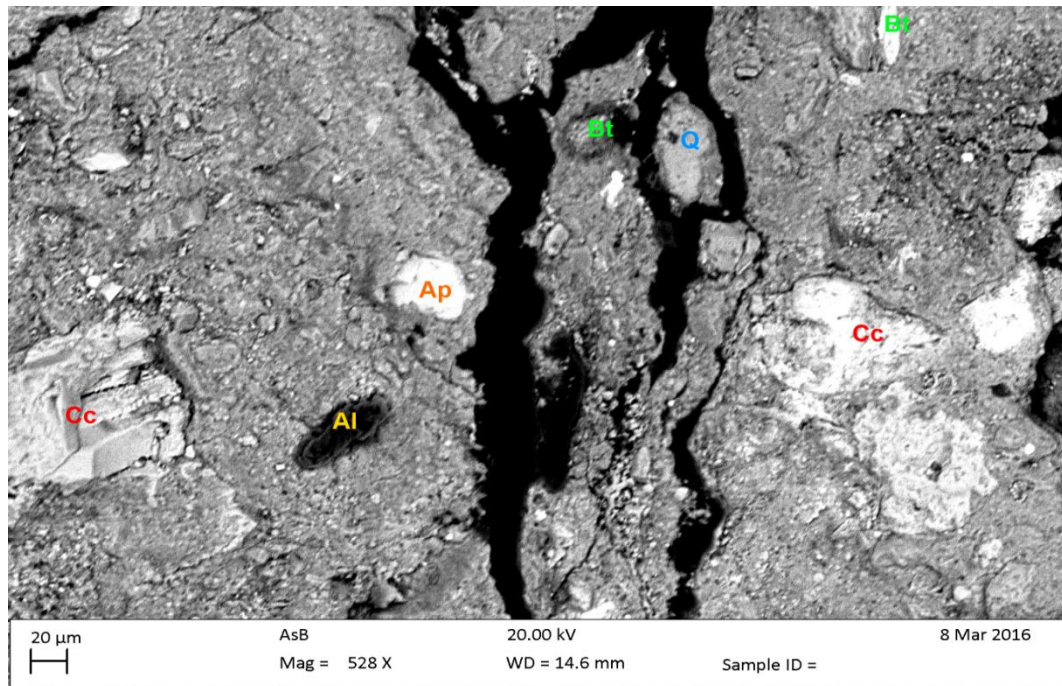 Bt
Bt
Q
Ap
Cc
Cc
Al
20 µm
AsB
20.00 kV
8 Mar 2016
Mag = 528 X
WD = 14.6 mm
Sample ID =